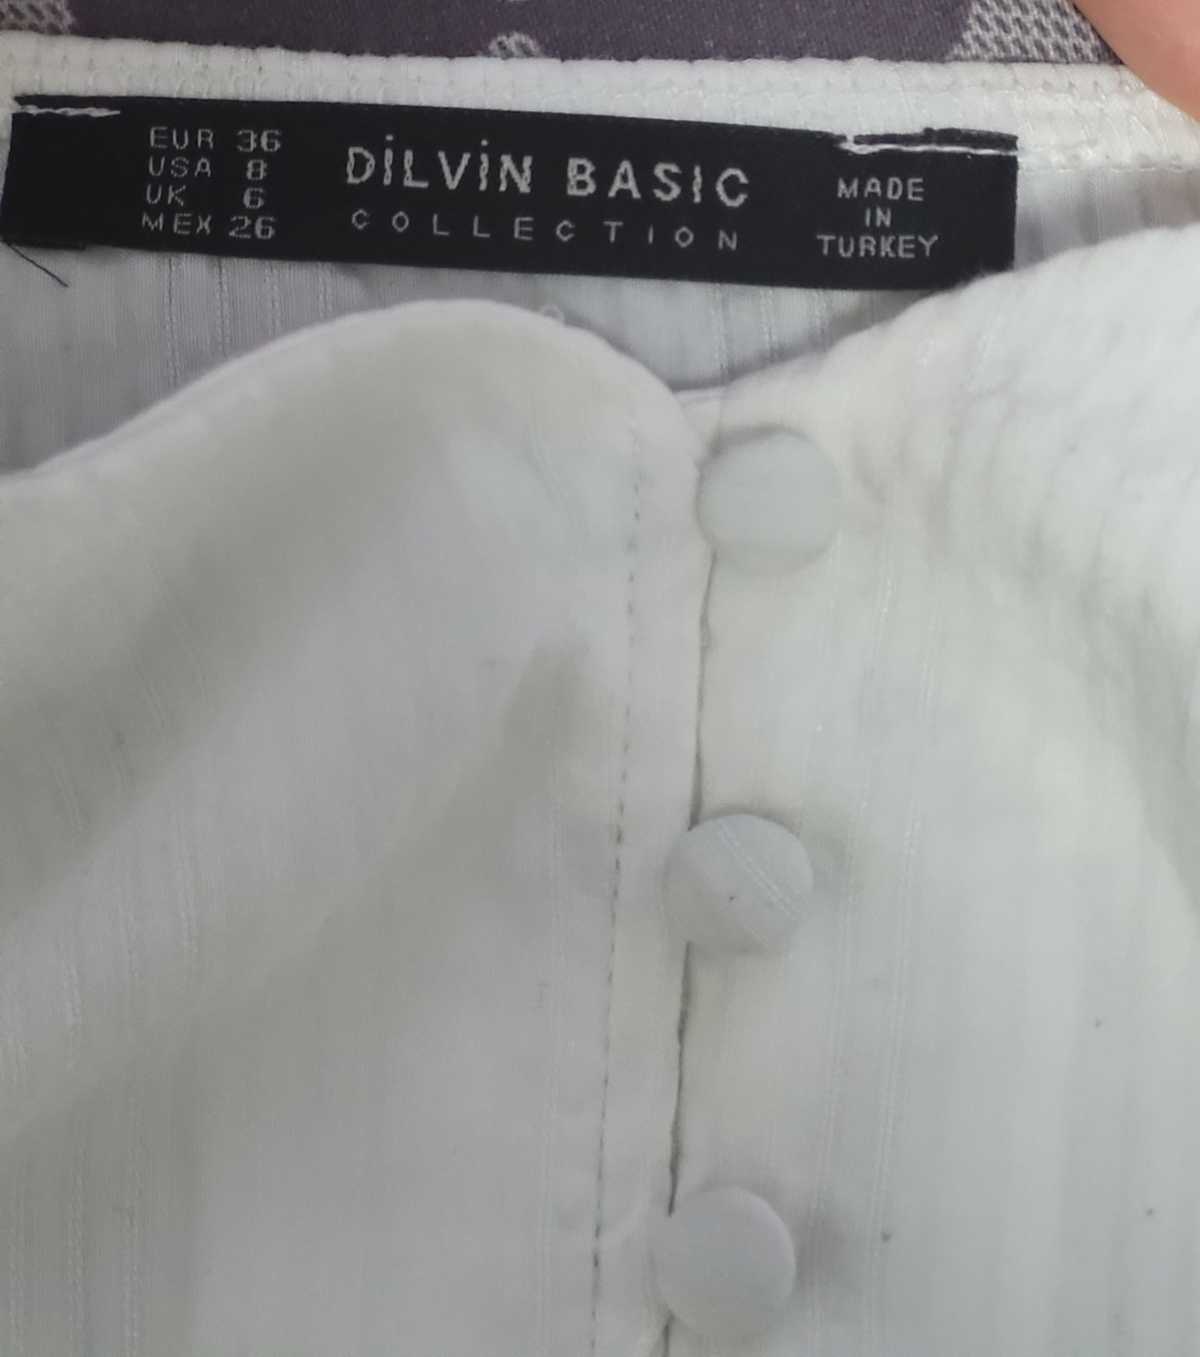 EUR 36
USA 8
UK 6
MEX 26
DİLVİN BASIC
COLLECTION
MADE
IN
TURKEY